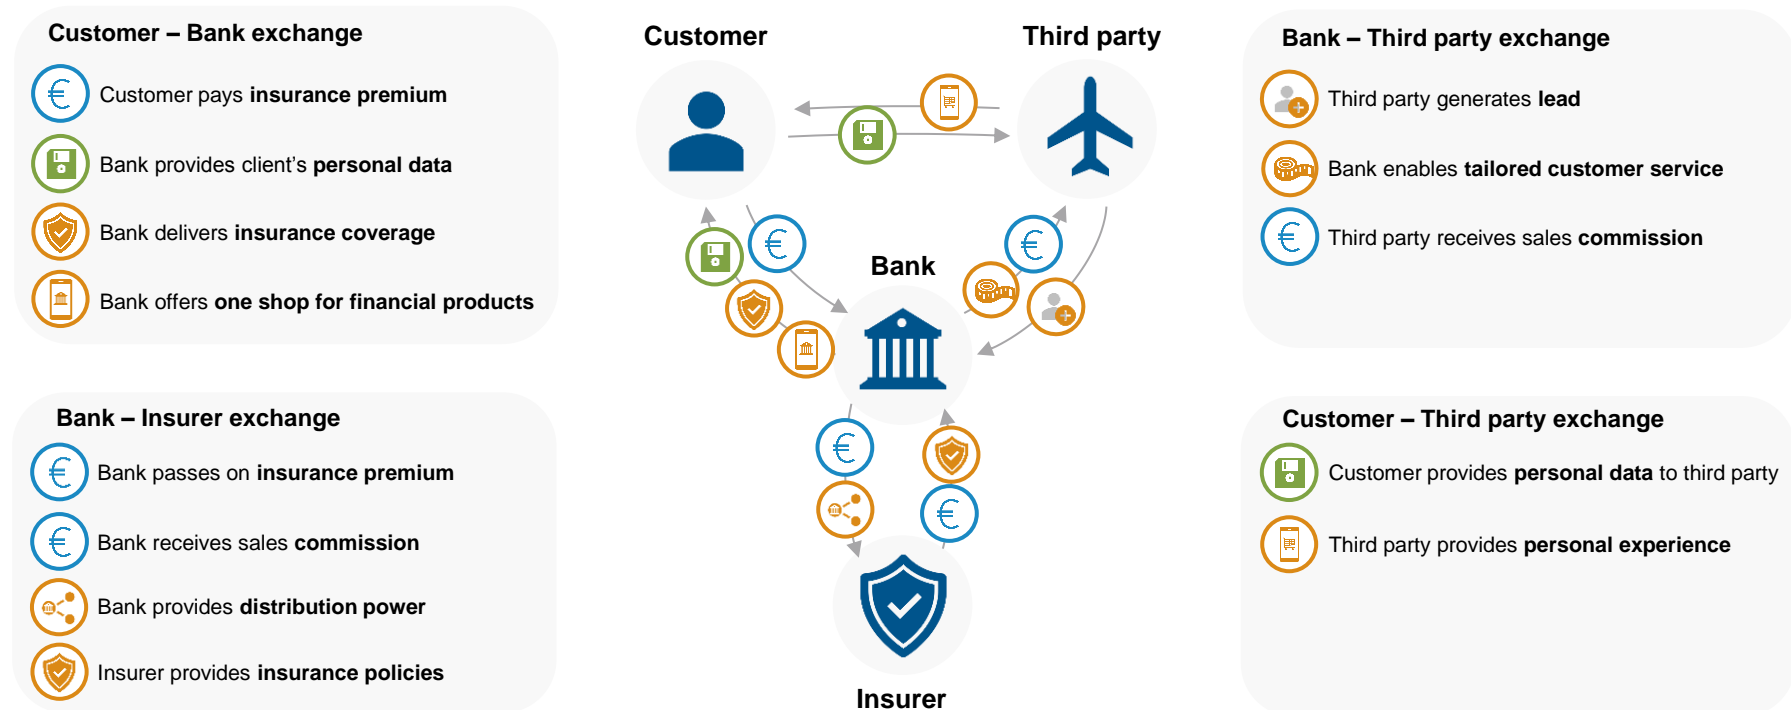 Customer – Bank exchange
Customer pays insurance premium
Bank provides client's personal data
Bank delivers insurance coverage
Bank offers one shop for financial products
Bank – Insurer exchange
Bank passes on insurance premium
Bank receives sales commission
Bank provides distribution power
Insurer provides insurance policies
Customer
Third party
Bank
Insurer
Bank – Third party exchange
Third party generates lead
Bank enables tailored customer service
Third party receives sales commission
Customer – Third party exchange
Customer provides personal data to third party
Third party provides personal experience